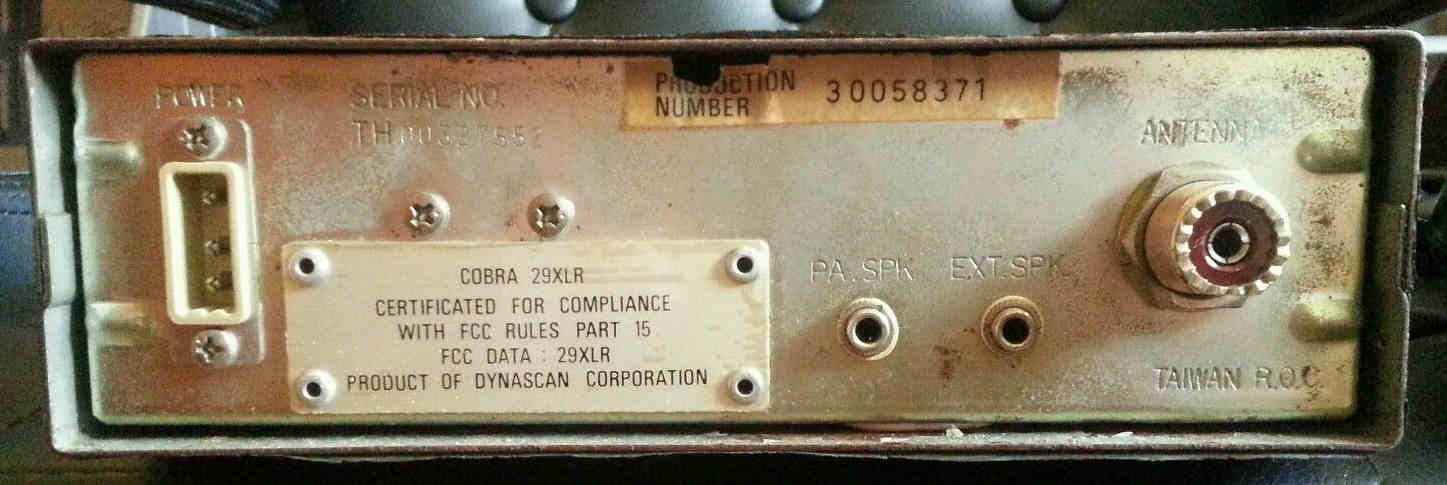 POWER
SERIAL NO.
PRODUCTION
NUMBER
30058371
ANTENNA
COBRA 29XLR
CERTIFICATED FOR COMPLIANCE
WITH FCC RULES PART 15
FCC DATA : 29XLR
PRODUCT OF DYNASCAN CORPORATION
PA. SPK
EXT. SPK.
TAIWAN R.O.C.